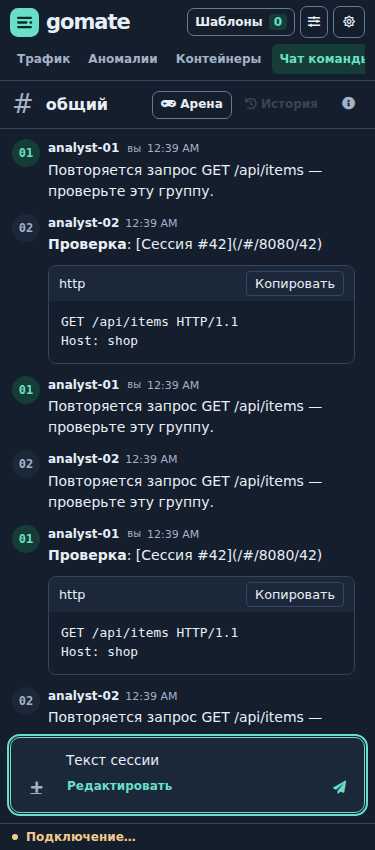 gomate
Шаблоны 0
Трафик Аномалии Контейнеры Чат команды
# общий Арена История
01 analyst-01 вы 12:39 AM
Повторяется запрос GET /api/items —
проверьте эту группу.
02 analyst-02 12:39 AM
Проверка: [Сессия #42](/#/8080/42)
http Копировать
GET /api/items HTTP/1.1
Host: shop
01 analyst-01 вы 12:39 AM
Повторяется запрос GET /api/items —
проверьте эту группу.
02 analyst-02 12:39 AM
Повторяется запрос GET /api/items —
проверьте эту группу.
01 analyst-01 вы 12:39 AM
Проверка: [Сессия #42](/#/8080/42)
http Копировать
GET /api/items HTTP/1.1
Host: shop
02 analyst-02 12:39 AM
Повторяется запрос GET /api/items —
Текст сессии
Редактировать
Подключение…